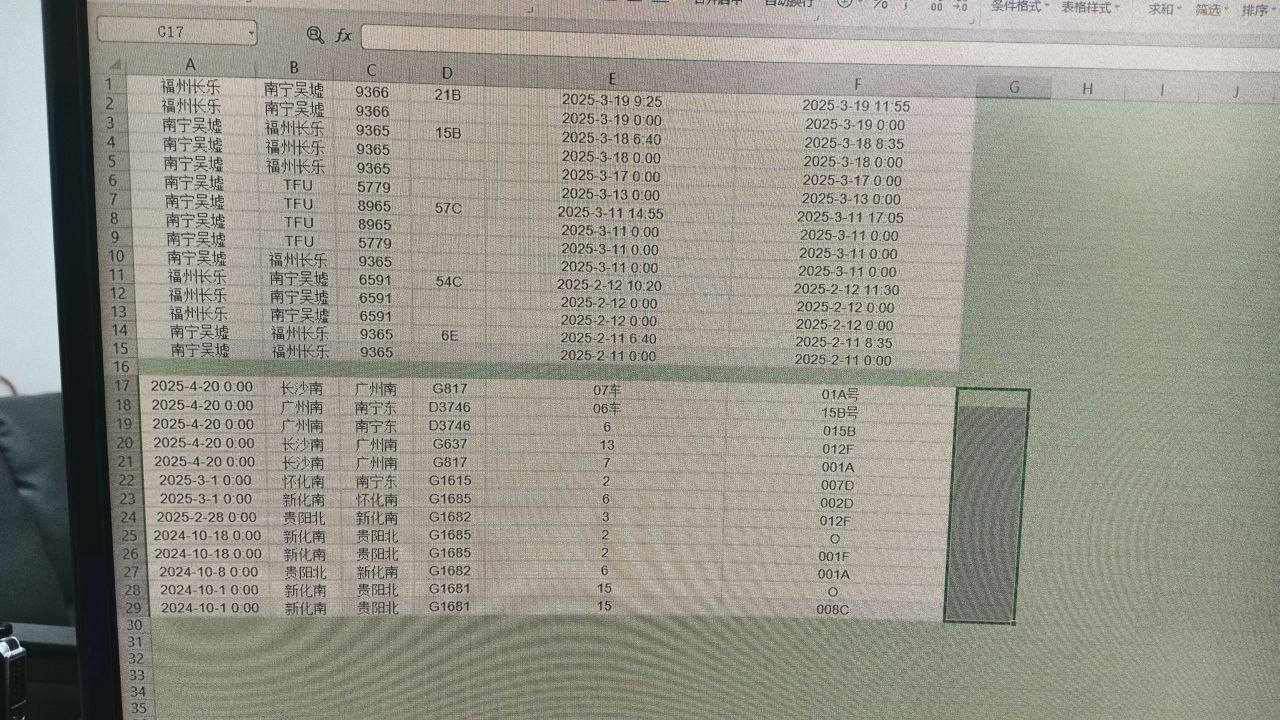 条件格式 表格样式 求和 筛选 排序
G17 fx
A B C D E F G H I J
1 福州长乐 南宁吴墟 9366 21B 2025-3-19 9:25 2025-3-19 11:55
2 福州长乐 南宁吴墟 9366 2025-3-19 0:00 2025-3-19 0:00
3 南宁吴墟 福州长乐 9365 15B 2025-3-18 6:40 2025-3-18 8:35
4 南宁吴墟 福州长乐 9365 2025-3-18 0:00 2025-3-18 0:00
5 南宁吴墟 福州长乐 9365 2025-3-17 0:00 2025-3-17 0:00
6 南宁吴墟 TFU 5779 2025-3-13 0:00 2025-3-13 0:00
7 南宁吴墟 TFU 8965 57C 2025-3-11 14:55 2025-3-11 17:05
8 南宁吴墟 TFU 8965 2025-3-11 0:00 2025-3-11 0:00
9 南宁吴墟 TFU 5779 2025-3-11 0:00 2025-3-11 0:00
10 南宁吴墟 福州长乐 9365 2025-3-11 0:00 2025-3-11 0:00
11 福州长乐 南宁吴墟 6591 54C 2025-2-12 10:20 2025-2-12 11:30
12 福州长乐 南宁吴墟 6591 2025-2-12 0:00 2025-2-12 0:00
13 福州长乐 南宁吴墟 6591 2025-2-12 0:00 2025-2-12 0:00
14 南宁吴墟 福州长乐 9365 6E 2025-2-11 6:40 2025-2-11 8:35
15 南宁吴墟 福州长乐 9365 2025-2-11 0:00 2025-2-11 0:00
16
17 2025-4-20 0:00 长沙南 广州南 G817 07车 01A号
18 2025-4-20 0:00 广州南 南宁东 D3746 06车 15B号
19 2025-4-20 0:00 广州南 南宁东 D3746 6 015B
20 2025-4-20 0:00 长沙南 广州南 G637 13 012F
21 2025-4-20 0:00 长沙南 广州南 G817 7 001A
22 2025-3-1 0:00 怀化南 南宁东 G1615 2 007D
23 2025-3-1 0:00 新化南 怀化南 G1685 6 002D
24 2025-2-28 0:00 贵阳北 新化南 G1682 3 012F
25 2024-10-18 0:00 新化南 贵阳北 G1685 2 O
26 2024-10-18 0:00 新化南 贵阳北 G1685 2 001F
27 2024-10-8 0:00 贵阳北 新化南 G1682 6 001A
28 2024-10-1 0:00 新化南 贵阳北 G1681 15 O
29 2024-10-1 0:00 新化南 贵阳北 G1681 15 008C
30
31
32
33
34
35